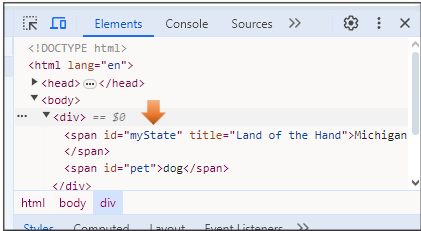 Elements Console Sources
<!DOCTYPE html>
<html lang="en">
<head> ... </head>
<body>
... <div> == $0
<span id="myState" title="Land of the Hand">Michigan
</span>
<span id="pet">dog</span>
</div>
html body div
Styles Computed Layout Event Listeners